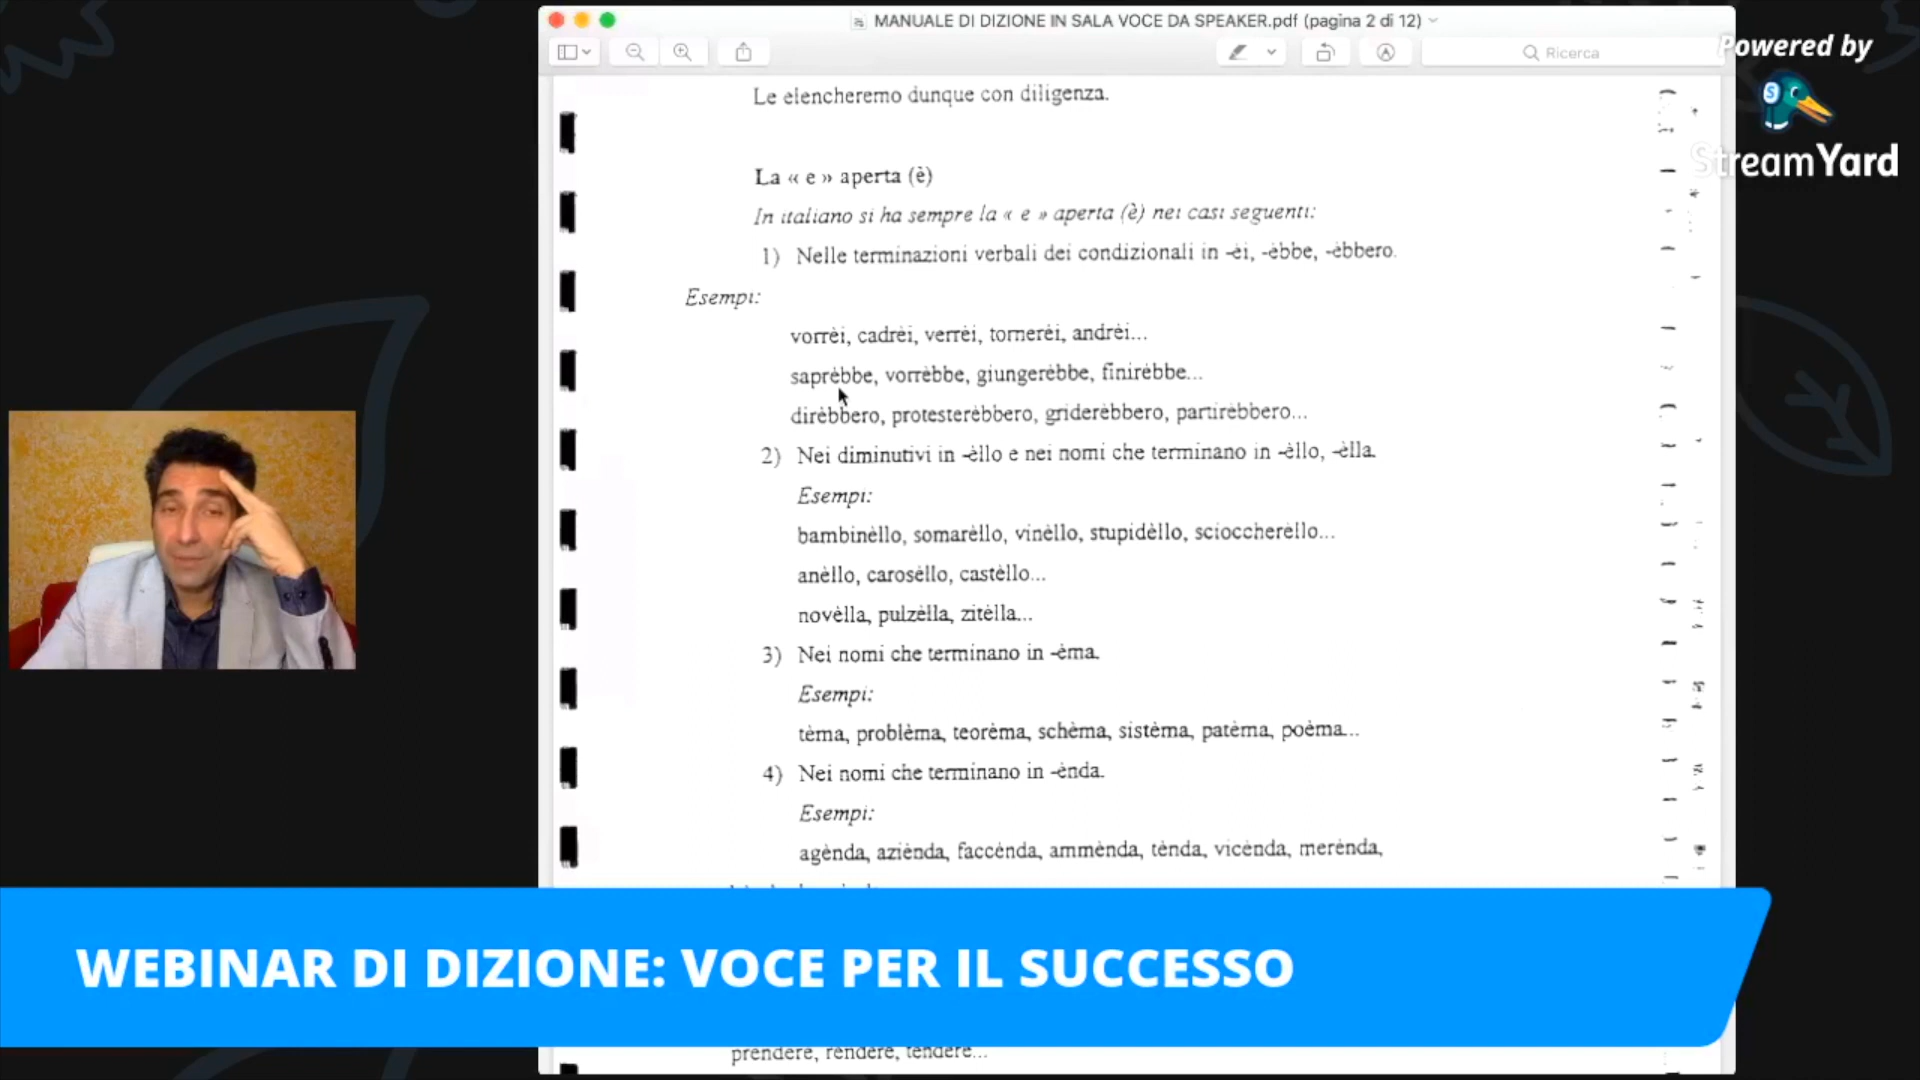 MANUALE DI DIZIONE IN SALA VOCE DA SPEAKER.pdf (pagina 2 di 12)
Ricerca
Powered by
StreamYard
Le elencheremo dunque con diligenza.
La « e » aperta (è)
In italiano si ha sempre la « e » aperta (è) nei casi seguenti:
1) Nelle terminazioni verbali dei condizionali in -èi, -èbbe, -èbbero.
Esempi:
vorrèi, cadrèi, verrèi, tornerèi, andrèi...
saprèbbe, vorrèbbe, giungerèbbe, finirèbbe...
dirèbbero, protesterèbbero, griderèbbero, partirèbbero...
2) Nei diminutivi in -èllo e nei nomi che terminano in -èllo, -èlla.
Esempi:
bambinèllo, somarèllo, vinèllo, stupidèllo, scioccherèllo...
anèllo, carosèllo, castèllo...
novèlla, pulzèlla, zitèlla...
3) Nei nomi che terminano in -èma.
Esempi:
tèma, problèma, teorèma, schèma, sistèma, patèma, poèma...
4) Nei nomi che terminano in -ènda.
Esempi:
agènda, aziènda, faccènda, ammènda, tènda, vicènda, merènda,
WEBINAR DI DIZIONE: VOCE PER IL SUCCESSO
prèndere, rèndere, tèndere...